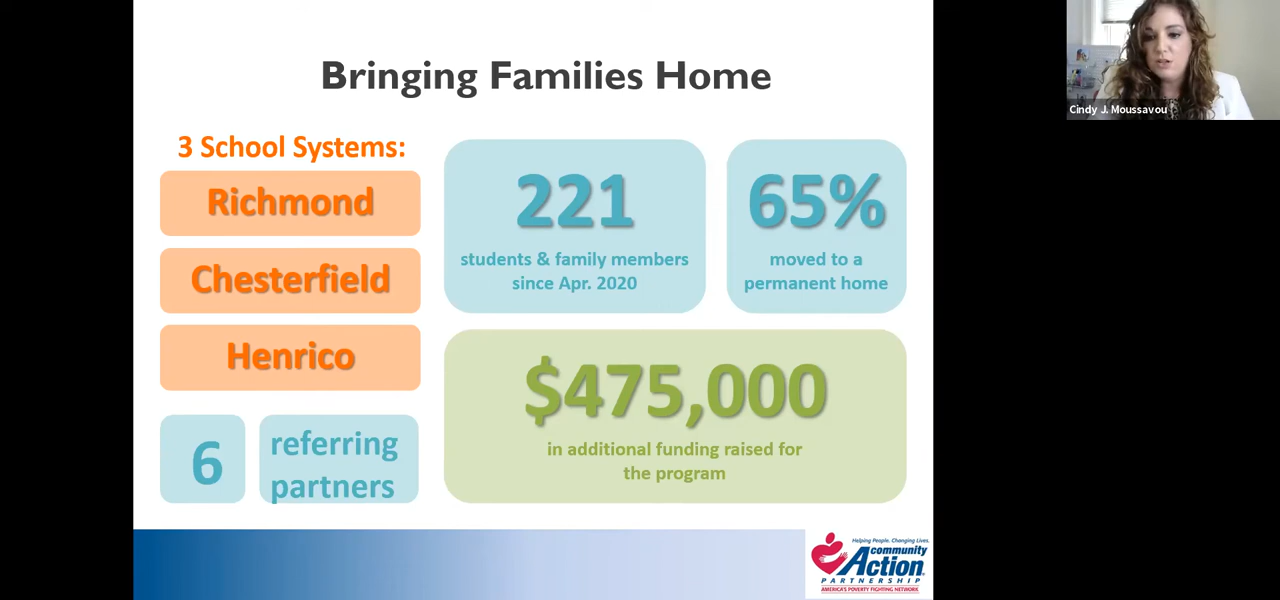 Bringing Families Home
3 School Systems:
Richmond
Chesterfield
Henrico
6
referring
partners
221
students & family members
since Apr. 2020
65%
moved to a
permanent home
$475,000
in additional funding raised for
the program
Helping People. Changing Lives.
community
Action
PARTNERSHIP
AMERICA'S POVERTY FIGHTING NETWORK
Cindy J. Moussavou